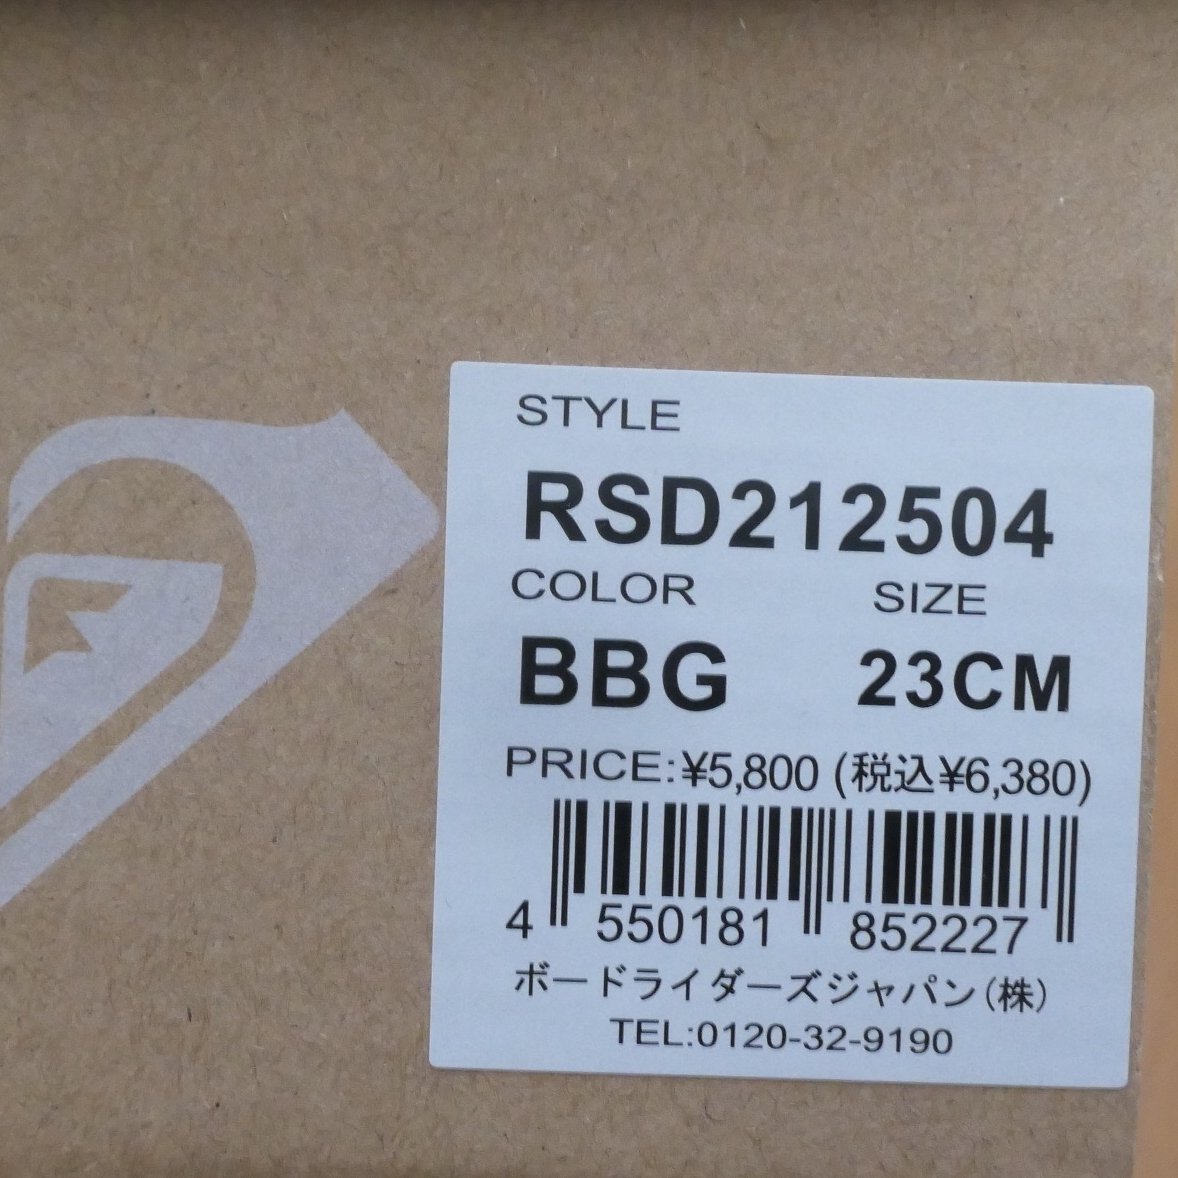 STYLE
RSD212504
COLOR SIZE
BBG 23CM
PRICE:¥5,800 (税込¥6,380)
4 550181 852227
ボードライダーズジャパン(株)
TEL:0120-32-9190